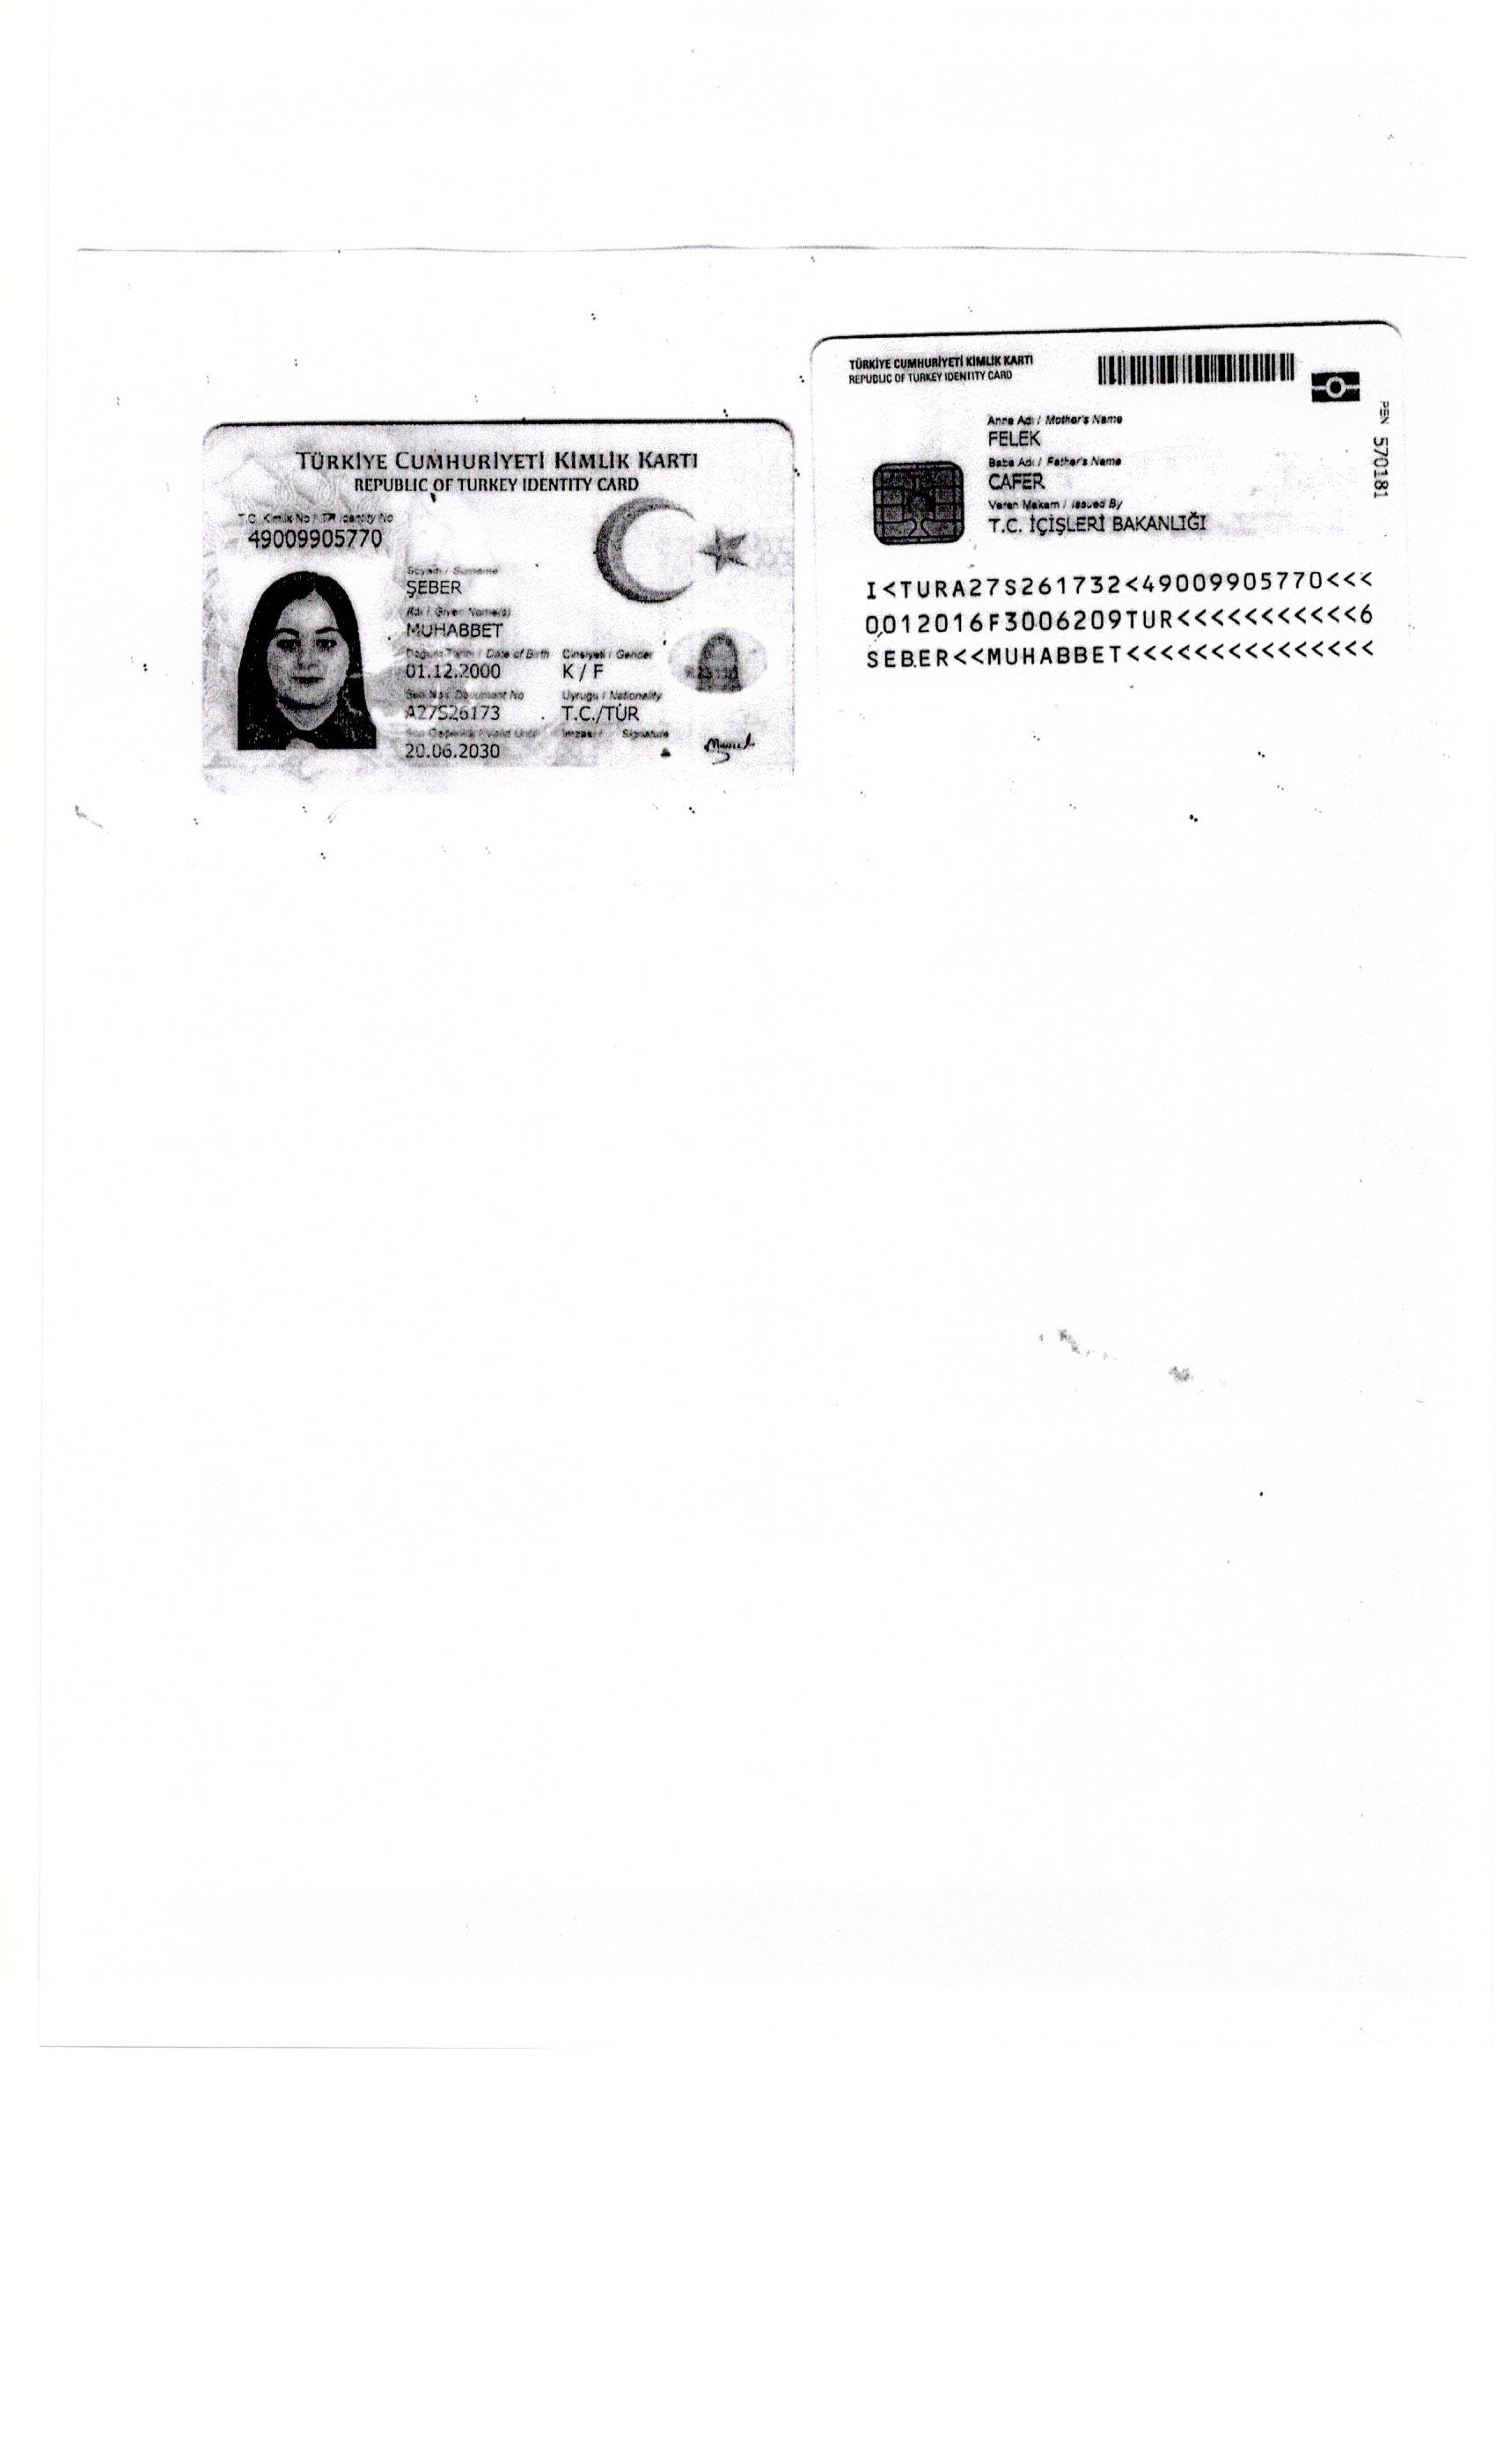 TÜRKİYE CUMHURİYETİ KİMLİK KARTI
REPUBLIC OF TURKEY IDENTITY CARD
T.C. Kimlik No / TR Identity No
49009905770
Soyadı / Surname
ŞEBER
Adı / Given Name(s)
MUHABBET
Doğum Tarihi / Date of Birth Cinsiyeti / Gender
01.12.2000 K / F
Seri No / Document No Uyruğu / Nationality
A27S26173 T.C./TUR
Son Geçerlilik / Valid Until İmzası / Signature
20.06.2030
TÜRKİYE CUMHURİYETİ KİMLİK KARTI
REPUBLIC OF TURKEY IDENTITY CARD
Anne Adı / Mother's Name
FELEK
Baba Adı / Father's Name
CAFER
Veren Makam / Issued By
T.C. İÇİŞLERİ BAKANLIĞI
570181
I<TURA27S261732<49009905770<<<
0012016F3006209TUR<<<<<<<<<<<6
SEBER<<MUHABBET<<<<<<<<<<<<<<<